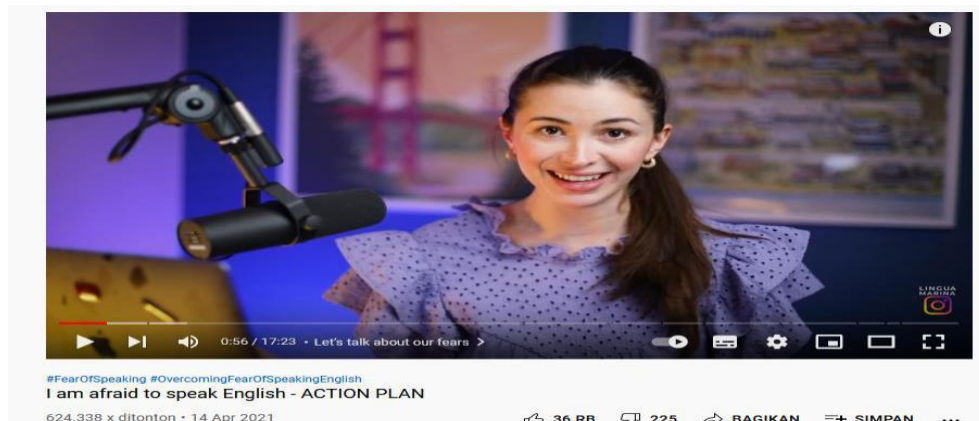 i
LINGUA
MARINA
0:56 / 17:23 • Let's talk about our fears >
#FearOfSpeaking #OvercomingFearOfSpeakingEnglish
I am afraid to speak English - ACTION PLAN
624.338 x ditonton • 14 Apr 2021 36 RB 225 BAGIKAN SIMPAN ...